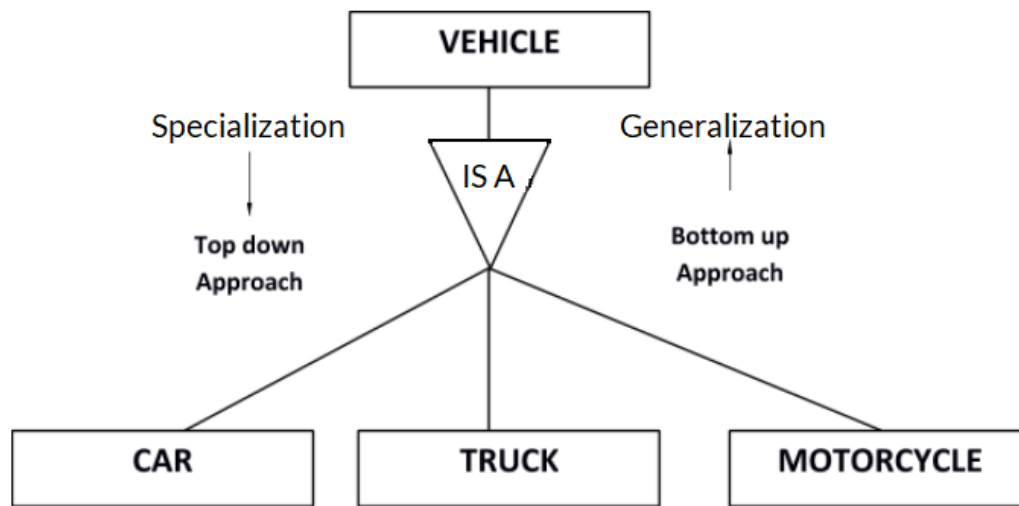 VEHICLE
Specialization
Generalization
IS A
Top down
Approach
Bottom up
Approach
CAR
TRUCK
MOTORCYCLE